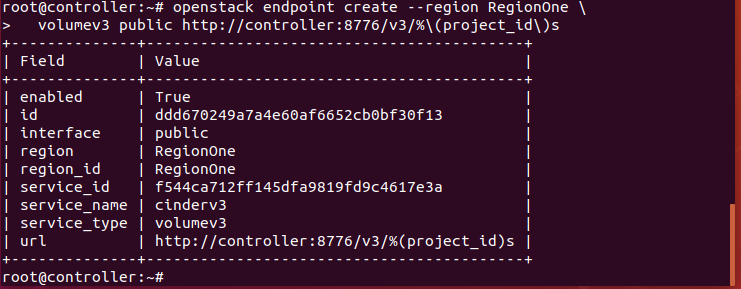 root@controller:~# openstack endpoint create --region RegionOne \
>   volumev3 public http://controller:8776/v3/%\(project_id\)s
+--------------+------------------------------------------+
| Field        | Value                                    |
+--------------+------------------------------------------+
| enabled      | True                                     |
| id           | ddd670249a7a4e60af6652cb0bf30f13         |
| interface    | public                                   |
| region       | RegionOne                                |
| region_id    | RegionOne                                |
| service_id   | f544ca712ff145dfa9819fd9c4617e3a         |
| service_name | cinderv3                                 |
| service_type | volumev3                                 |
| url          | http://controller:8776/v3/%(project_id)s |
+--------------+------------------------------------------+
root@controller:~#